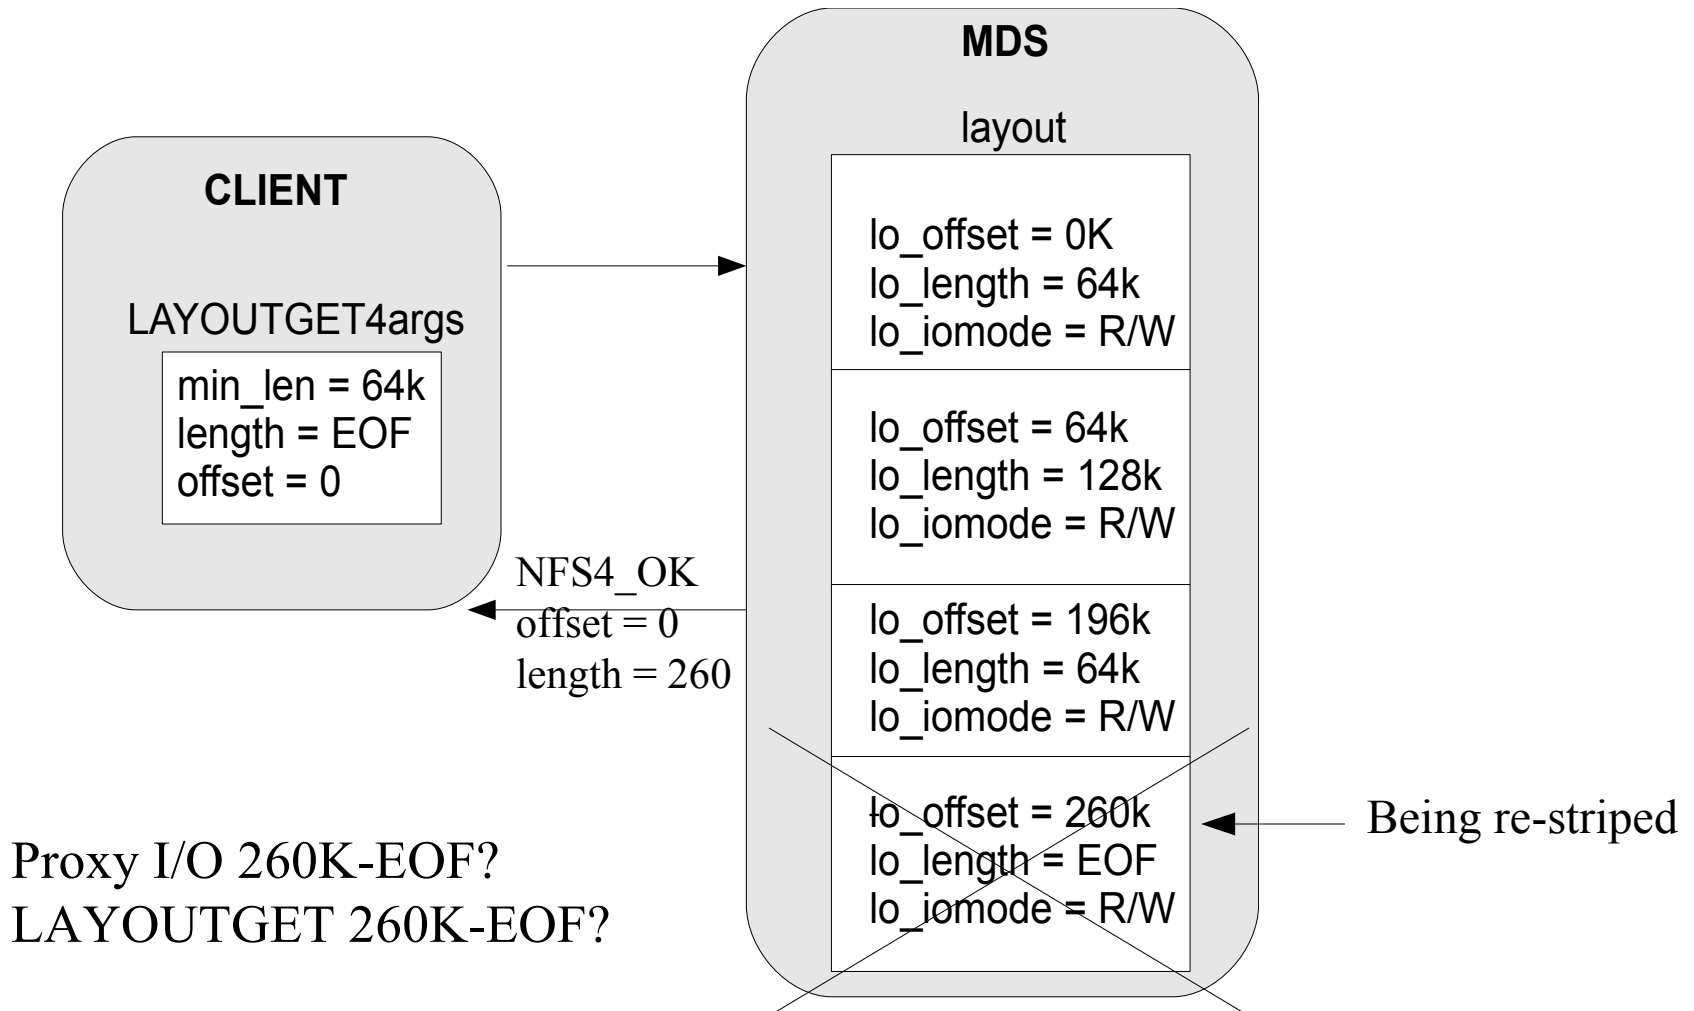 MDS
layout
CLIENT
LAYOUTGET4args
min_len = 64k
length = EOF
offset = 0
lo_offset = 0K
lo_length = 64k
lo_iomode = R/W
lo_offset = 64k
lo_length = 128k
lo_iomode = R/W
NFS4_OK
offset = 0
length = 260
lo_offset = 196k
lo_length = 64k
lo_iomode = R/W
lo_offset = 260k
lo_length = EOF
lo_iomode = R/W
Being re-striped
Proxy I/O 260K-EOF?
LAYOUTGET 260K-EOF?